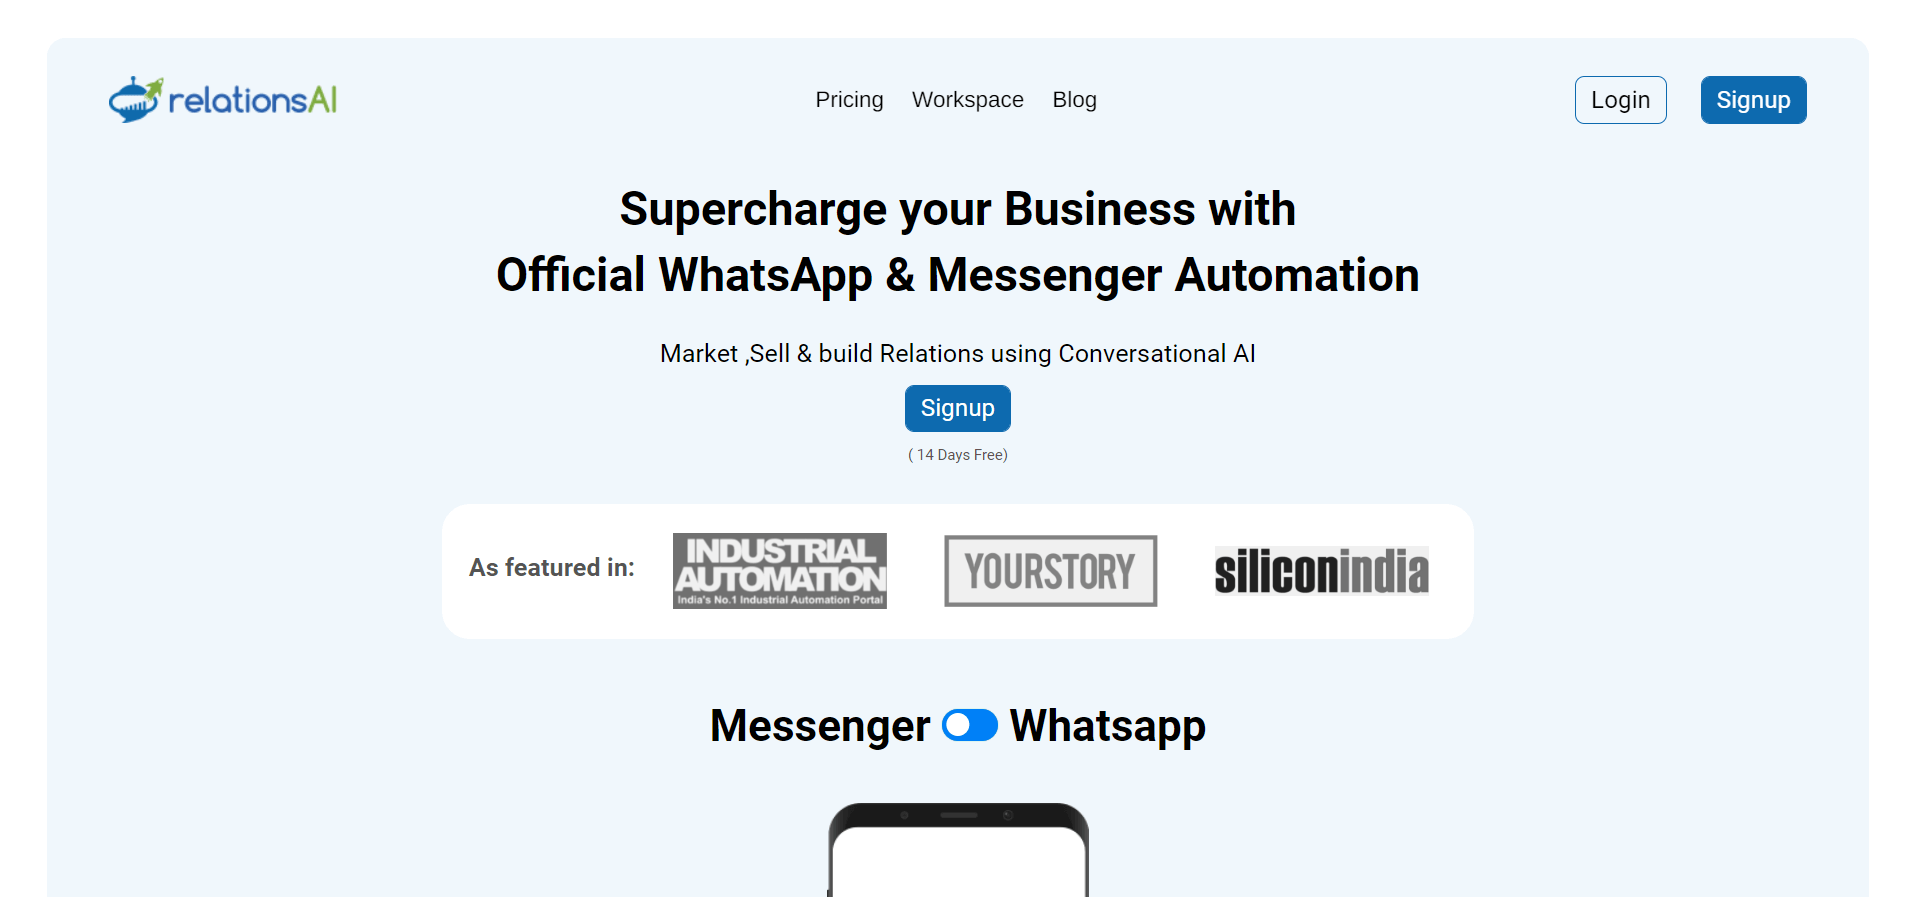 relationsAI
Pricing Workspace Blog
Login Signup
Supercharge your Business with
Official WhatsApp & Messenger Automation
Market ,Sell & build Relations using Conversational AI
Signup
( 14 Days Free)
As featured in:
INDUSTRIAL
AUTOMATION
India's No.1 Industrial Automation Portal
YOURSTORY
siliconindia
Messenger Whatsapp